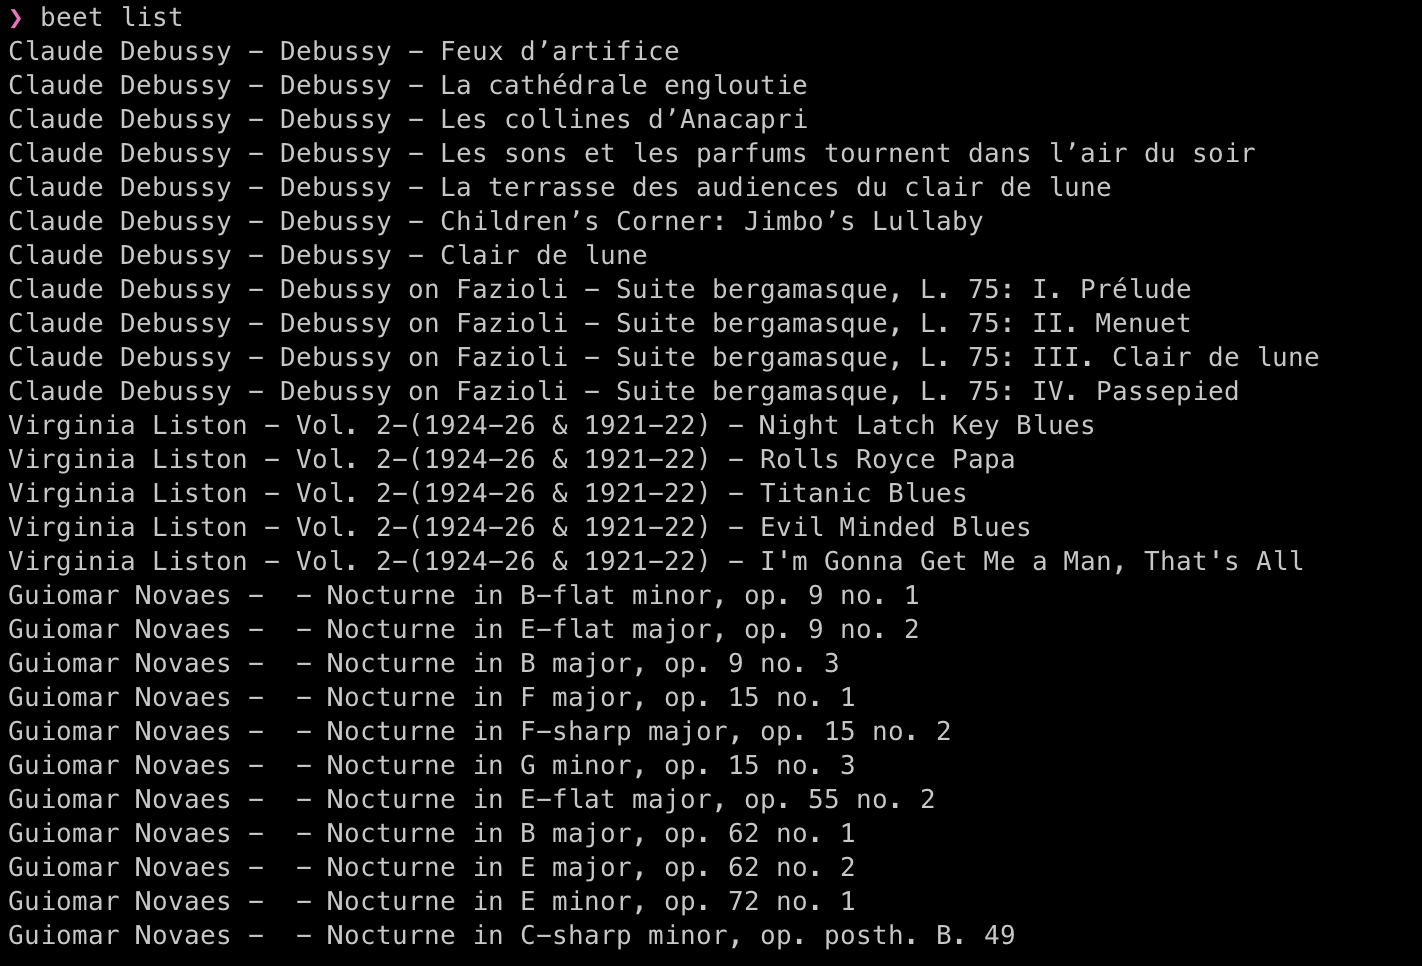 ❯ beet list
Claude Debussy – Debussy – Feux d’artifice
Claude Debussy – Debussy – La cathédrale engloutie
Claude Debussy – Debussy – Les collines d’Anacapri
Claude Debussy – Debussy – Les sons et les parfums tournent dans l’air du soir
Claude Debussy – Debussy – La terrasse des audiences du clair de lune
Claude Debussy – Debussy – Children’s Corner: Jimbo’s Lullaby
Claude Debussy – Debussy – Clair de lune
Claude Debussy – Debussy on Fazioli – Suite bergamasque, L. 75: I. Prélude
Claude Debussy – Debussy on Fazioli – Suite bergamasque, L. 75: II. Menuet
Claude Debussy – Debussy on Fazioli – Suite bergamasque, L. 75: III. Clair de lune
Claude Debussy – Debussy on Fazioli – Suite bergamasque, L. 75: IV. Passepied
Virginia Liston – Vol. 2-(1924-26 & 1921-22) – Night Latch Key Blues
Virginia Liston – Vol. 2-(1924-26 & 1921-22) – Rolls Royce Papa
Virginia Liston – Vol. 2-(1924-26 & 1921-22) – Titanic Blues
Virginia Liston – Vol. 2-(1924-26 & 1921-22) – Evil Minded Blues
Virginia Liston – Vol. 2-(1924-26 & 1921-22) – I'm Gonna Get Me a Man, That's All
Guiomar Novaes –  – Nocturne in B-flat minor, op. 9 no. 1
Guiomar Novaes –  – Nocturne in E-flat major, op. 9 no. 2
Guiomar Novaes –  – Nocturne in B major, op. 9 no. 3
Guiomar Novaes –  – Nocturne in F major, op. 15 no. 1
Guiomar Novaes –  – Nocturne in F-sharp major, op. 15 no. 2
Guiomar Novaes –  – Nocturne in G minor, op. 15 no. 3
Guiomar Novaes –  – Nocturne in E-flat major, op. 55 no. 2
Guiomar Novaes –  – Nocturne in B major, op. 62 no. 1
Guiomar Novaes –  – Nocturne in E major, op. 62 no. 2
Guiomar Novaes –  – Nocturne in E minor, op. 72 no. 1
Guiomar Novaes –  – Nocturne in C-sharp minor, op. posth. B. 49